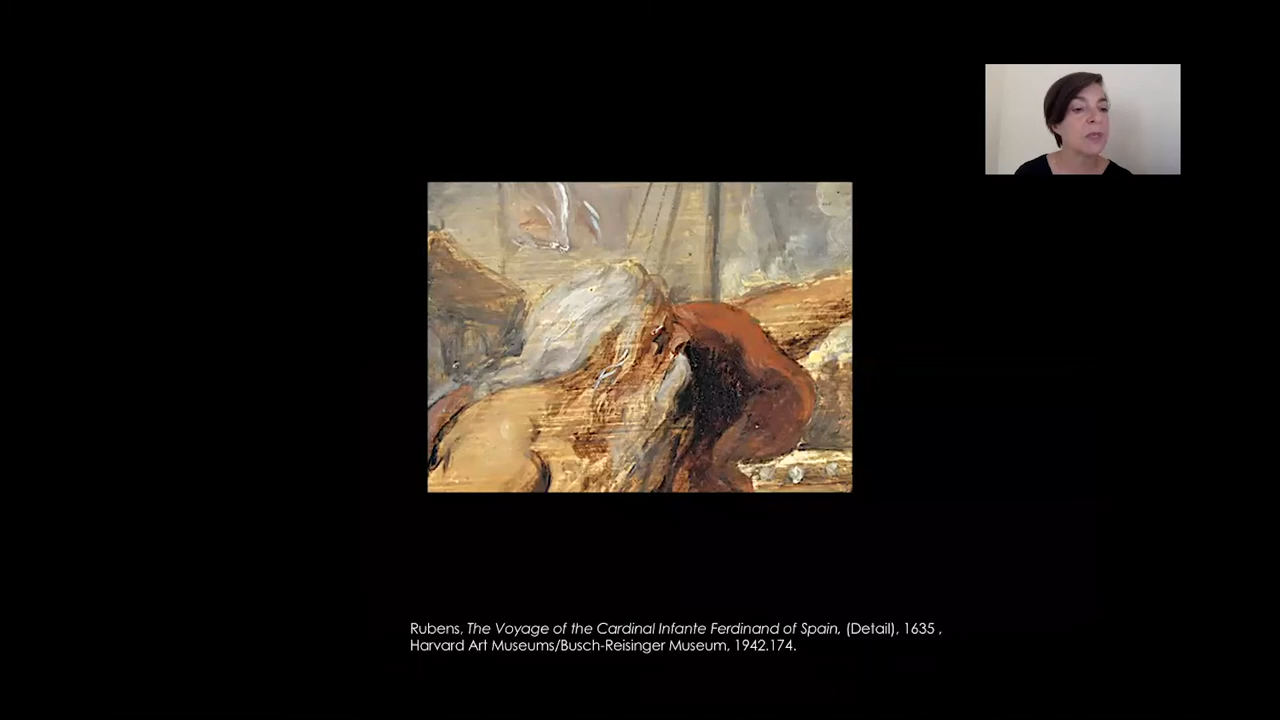 Rubens, The Voyage of the Cardinal Infante Ferdinand of Spain, (Detail), 1635 ,
Harvard Art Museums/Busch-Reisinger Museum, 1942.174.